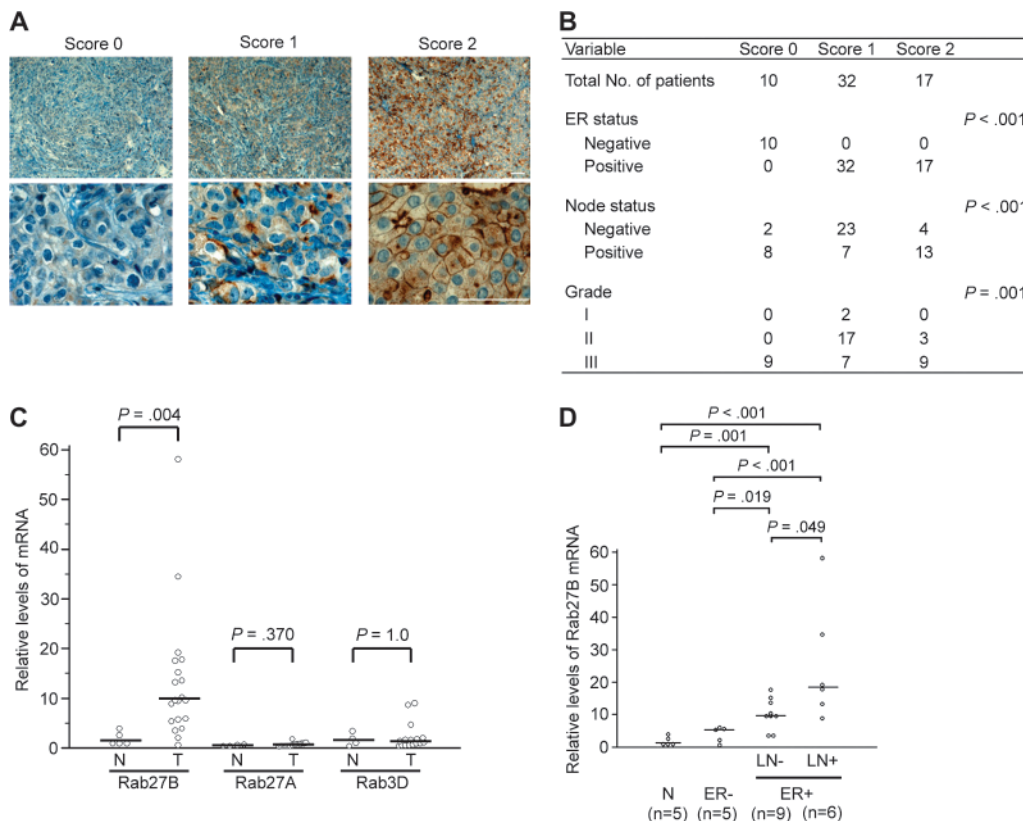 A
Score 0 Score 1 Score 2
B
Variable Score 0 Score 1 Score 2
Total No. of patients 10 32 17
ER status P < .001
Negative 10 0 0
Positive 0 32 17
Node status P < .001
Negative 2 23 4
Positive 8 7 13
Grade P = .001
I 0 2 0
II 0 17 3
III 9 7 9
C
P = .004
P = .370
P = 1.0
Relative levels of mRNA
60
50
40
30
20
10
0
N T N T N T
Rab27B Rab27A Rab3D
D
P < .001
P = .001
P < .001
P = .019
P = .049
Relative levels of Rab27B mRNA
60
50
40
30
20
10
0
LN- LN+
N ER- ER+
(n=5) (n=5) (n=9) (n=6)